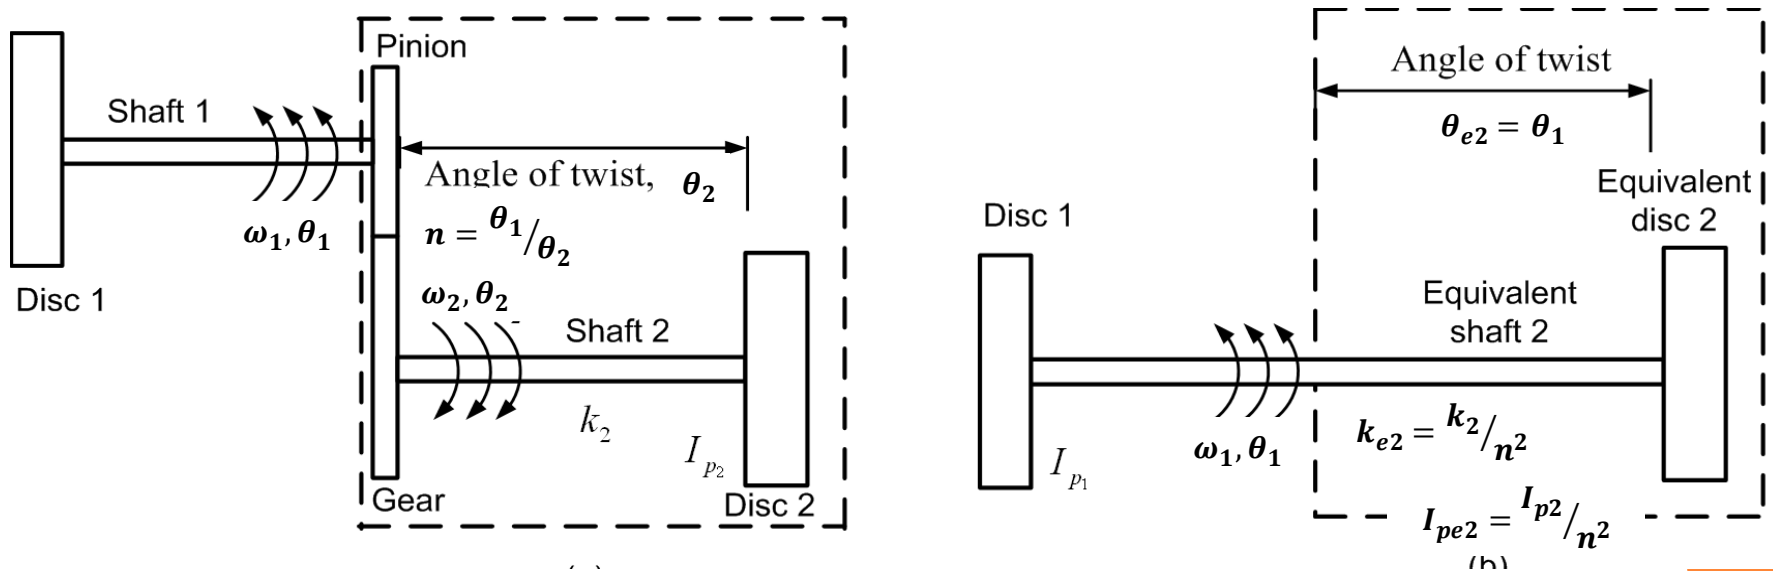 Pinion
Shaft 1
Angle of twist, θ₂
ω₁, θ₁
n = θ₁/θ₂
Disc 1
ω₂, θ₂
Shaft 2
k₂
I p₂
Gear
Disc 2
Angle of twist
θₑ₂ = θ₁
Equivalent
disc 2
Disc 1
Equivalent
shaft 2
kₑ₂ = k₂/n²
ω₁, θ₁
I p₁
Iₚₑ₂ = Iₚ₂/n²
(b)